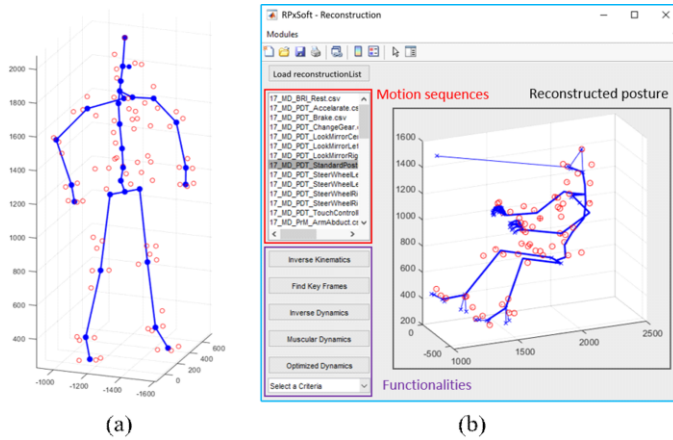 2000
1800
1600
1400
1200
1000
800
600
400
-1000
-1200
-1400
-1600
0
200
400
600
(a)
RPxSoft - Reconstruction
Modules
Load reconstructionList
Motion sequences
Reconstructed posture
17_MD_BRI_Rest.csv
17_MD_PDT_Accelarate.cs
17_MD_PDT_Brake.csv
17_MD_PDT_ChangeGear.
17_MD_PDT_LookMirrorCe
17_MD_PDT_LookMirrorLef
17_MD_PDT_LookMirrorRig
17_MD_PDT_StandardPost
17_MD_PDT_SteerWheelLe
17_MD_PDT_SteerWheelLe
17_MD_PDT_SteerWheelRi
17_MD_PDT_SteerWheelRi
17_MD_PDT_TouchControll
17_MD_PrM_ArmAbduct.cs
Inverse Kinematics
Find Key Frames
Inverse Dynamics
Muscular Dynamics
Optimized Dynamics
Select a Criteria
1600
1400
1200
1000
800
600
400
200
0
-500
1000
1500
2000
2500
Functionalities
(b)